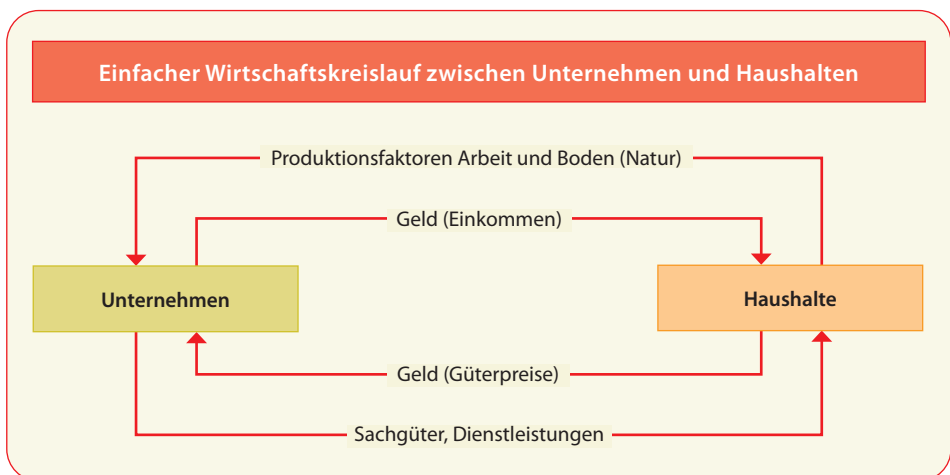 Einfacher Wirtschaftskreislauf zwischen Unternehmen und Haushalten
Produktionsfaktoren Arbeit und Boden (Natur)
Geld (Einkommen)
Unternehmen
Haushalte
Geld (Güterpreise)
Sachgüter, Dienstleistungen